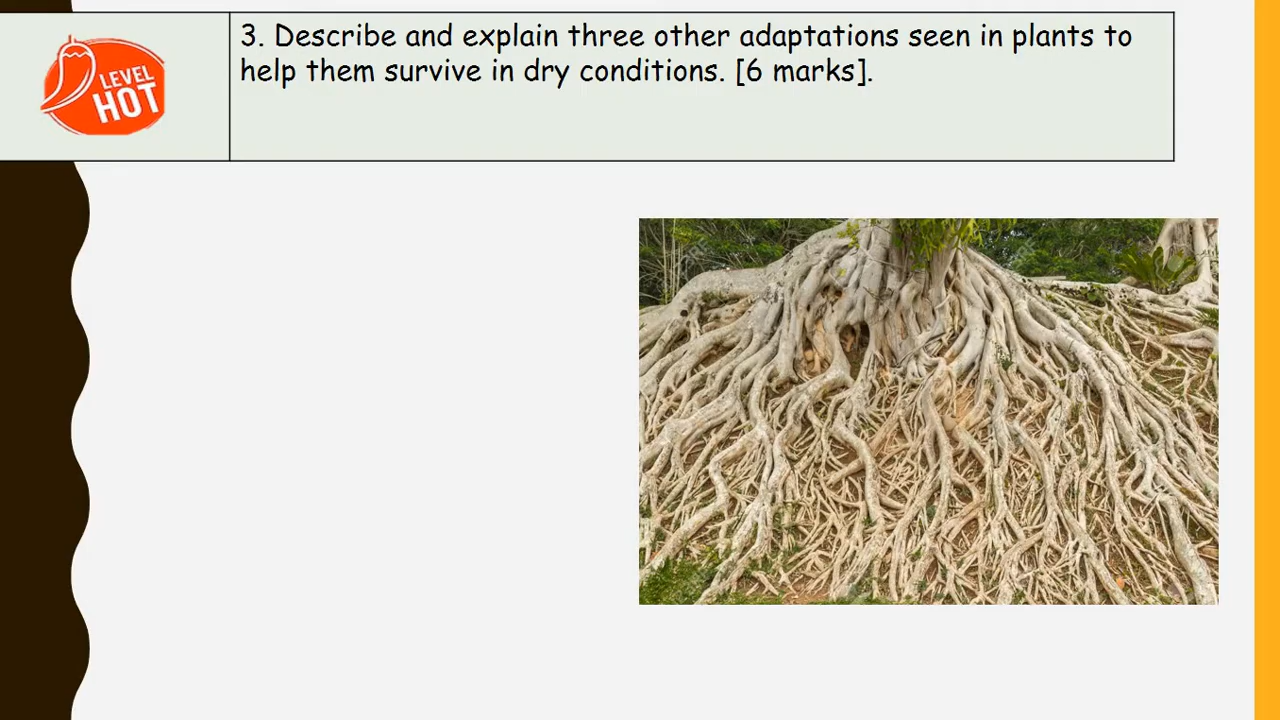 3. Describe and explain three other adaptations seen in plants to
help them survive in dry conditions. [6 marks].
LEVEL
HOT